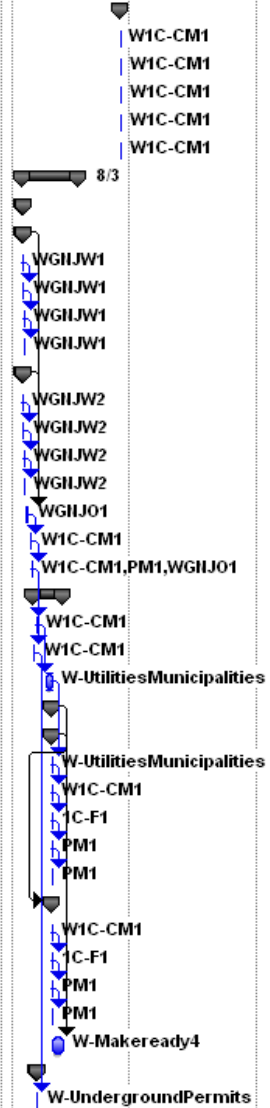 W1C-CM1
W1C-CM1
W1C-CM1
W1C-CM1
W1C-CM1
8/3
WGNJW1
WGNJW1
WGNJW1
WGNJW1
WGNJW2
WGNJW2
WGNJW2
WGNJW2
WGNJO1
W1C-CM1
W1C-CM1,PM1,WGNJO1
W1C-CM1
W1C-CM1
W-UtilitiesMunicipalities
W-UtilitiesMunicipalities
W1C-CM1
1C-F1
PM1
PM1
W1C-CM1
1C-F1
PM1
PM1
W-Makeready4
W-UndergroundPermits